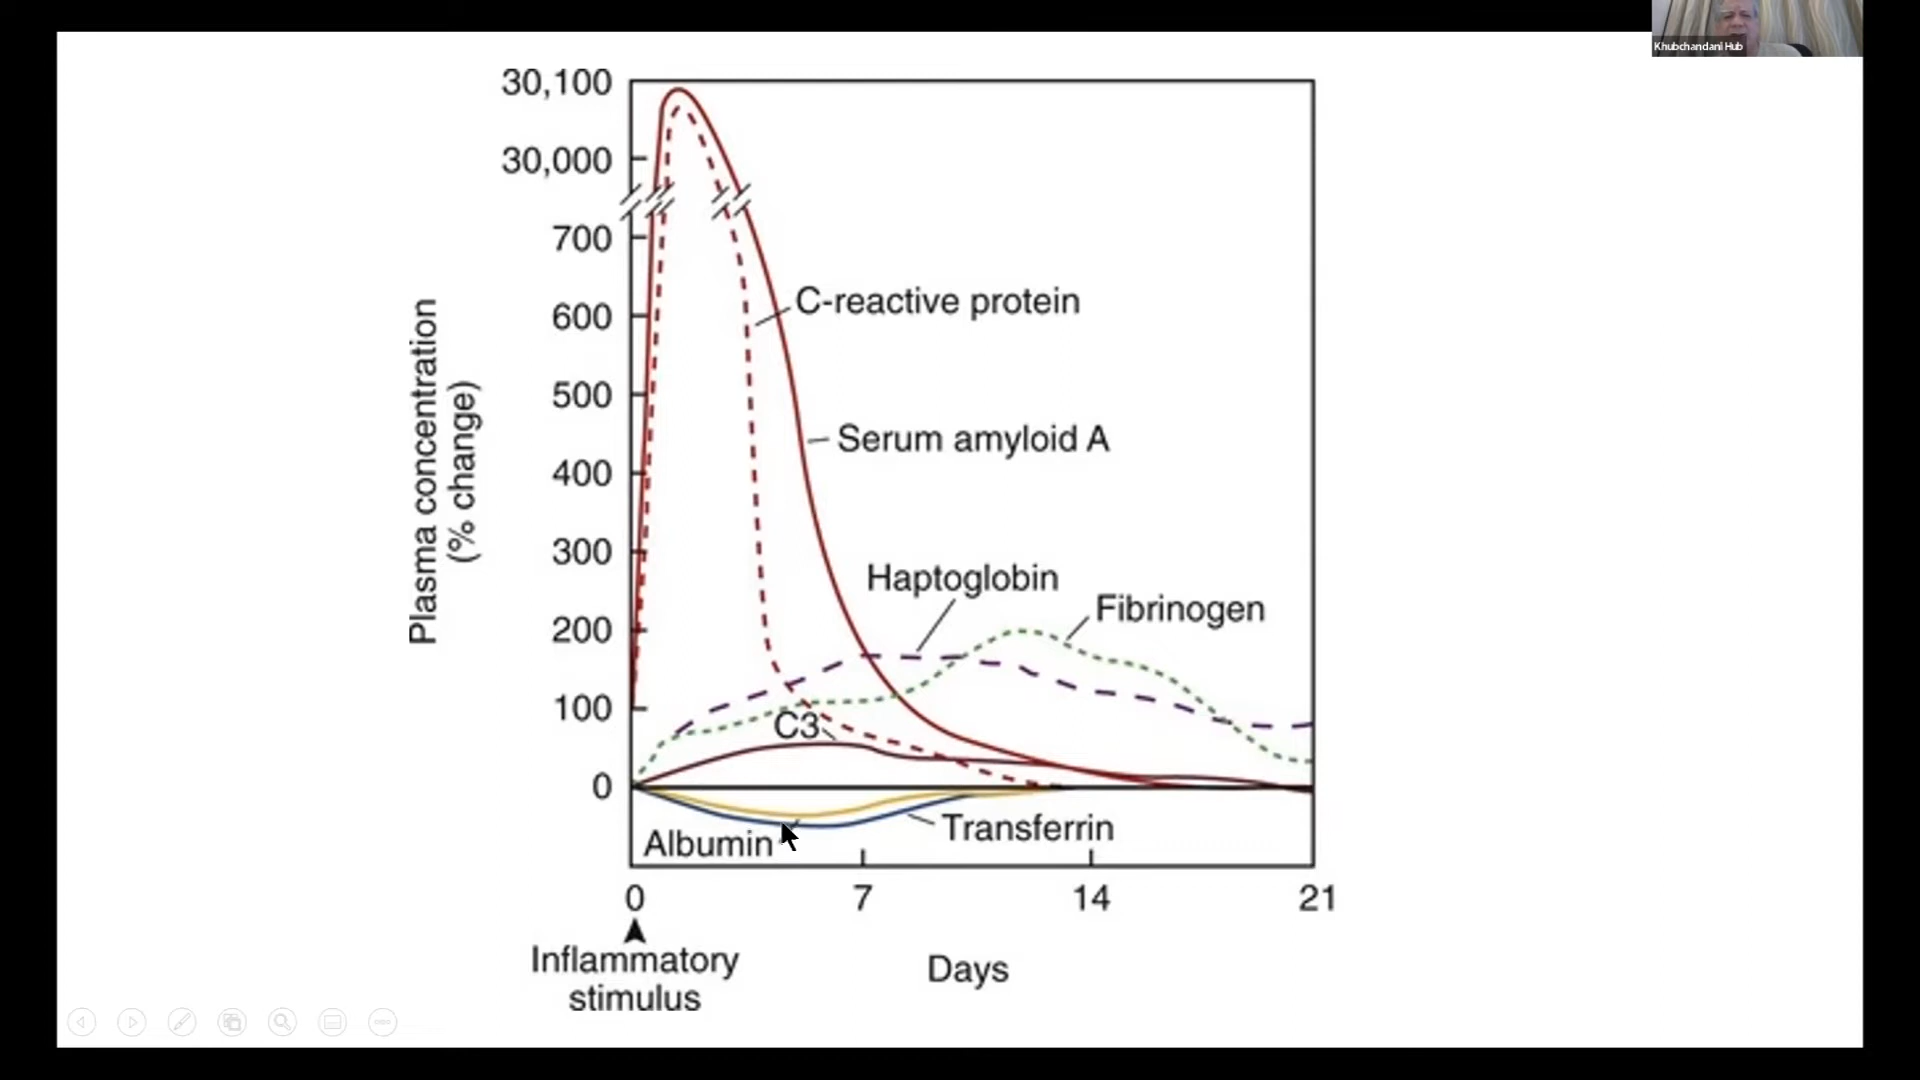 Khubchandani Hub
30,100
30,000
700
600
500
400
300
200
100
0
Plasma concentration
(% change)
C-reactive protein
Serum amyloid A
Haptoglobin
Fibrinogen
C3
Albumin
Transferrin
0
7
14
21
Inflammatory
stimulus
Days